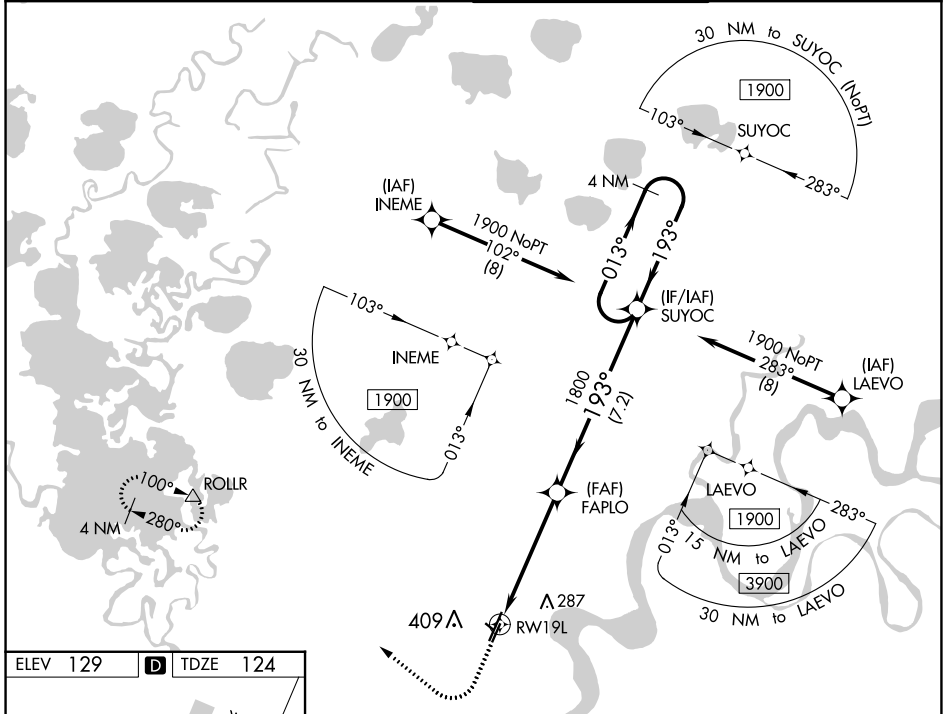 30 NM to SUYOC (NoPT)
1900
103°
SUYOC
283°
(IAF)
INEME
1900 NoPT
102°
(8)
4 NM
013°
193°
(IF/IAF)
SUYOC
103°
INEME
1900
30 NM to INEME
013°
1800
193°
(7.2)
1900 NoPT
283°
(8)
(IAF)
LAEVO
100°
ROLLR
280°
4 NM
(FAF)
FAPLO
LAEVO
283°
1900
013°
15 NM to LAEVO
3900
30 NM to LAEVO
409
287
RW19L
ELEV 129 D TDZE 124